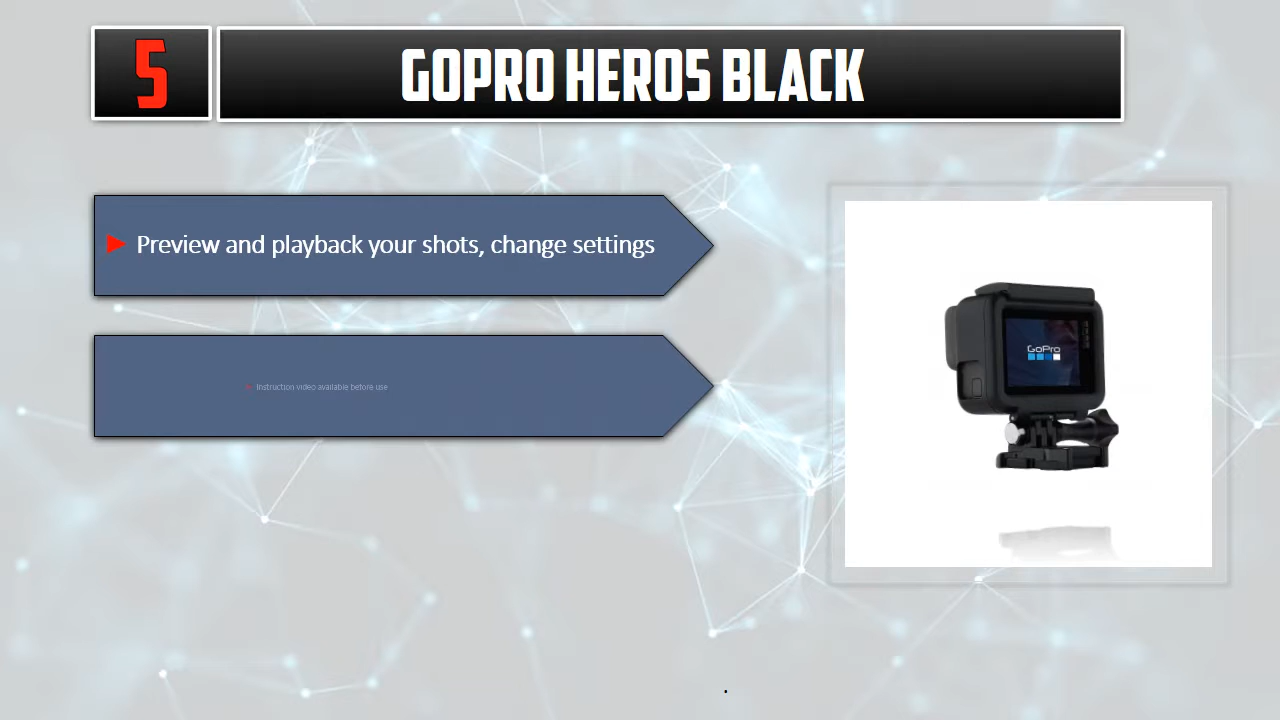 5
GOPRO HERO5 BLACK
Preview and playback your shots, change settings
Instruction video available before use
GoPro
.